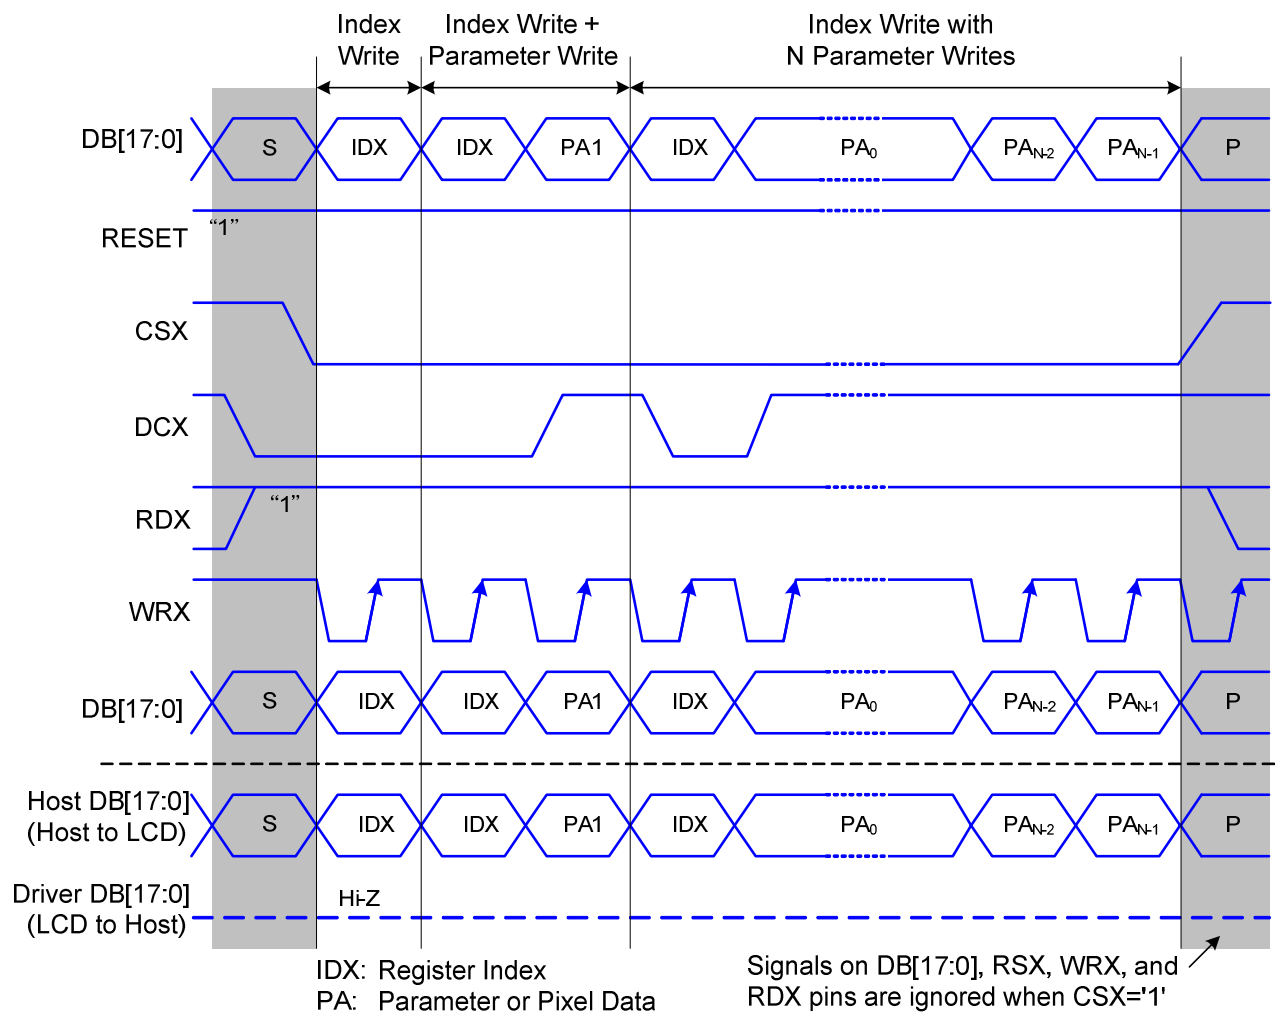 Index
Write
Index Write +
Parameter Write
Index Write with
N Parameter Writes
DB[17:0] S IDX IDX PA1 IDX PA0 PAN-2 PAN-1 P
RESET “1”
CSX
DCX
RDX “1”
WRX
DB[17:0] S IDX IDX PA1 IDX PA0 PAN-2 PAN-1 P
Host DB[17:0]
(Host to LCD)
S IDX IDX PA1 IDX PA0 PAN-2 PAN-1 P
Driver DB[17:0]
(LCD to Host)
Hi-Z
IDX: Register Index
PA: Parameter or Pixel Data
Signals on DB[17:0], RSX, WRX, and
RDX pins are ignored when CSX='1'